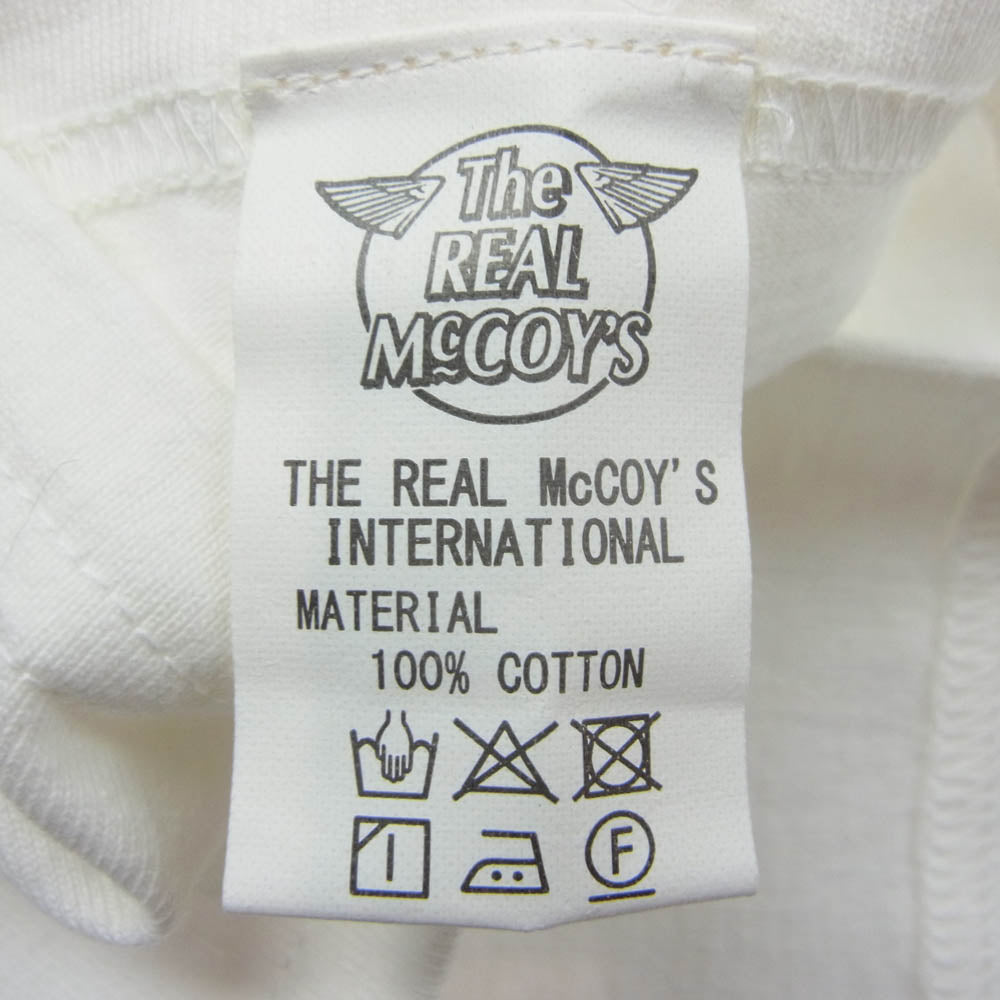 The
REAL
McCOY'S
THE REAL McCOY'S
INTERNATIONAL
MATERIAL
100% COTTON
F